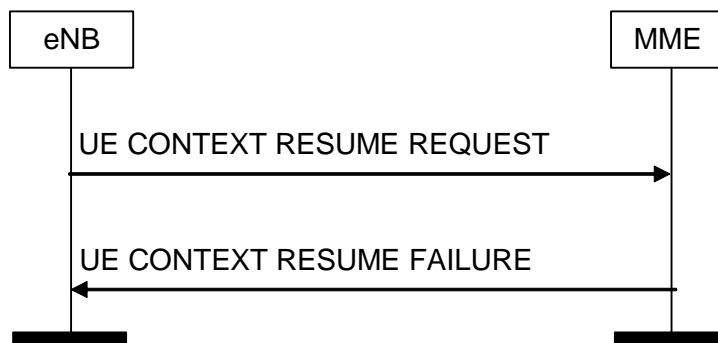 eNB
MME
UE CONTEXT RESUME REQUEST
UE CONTEXT RESUME FAILURE